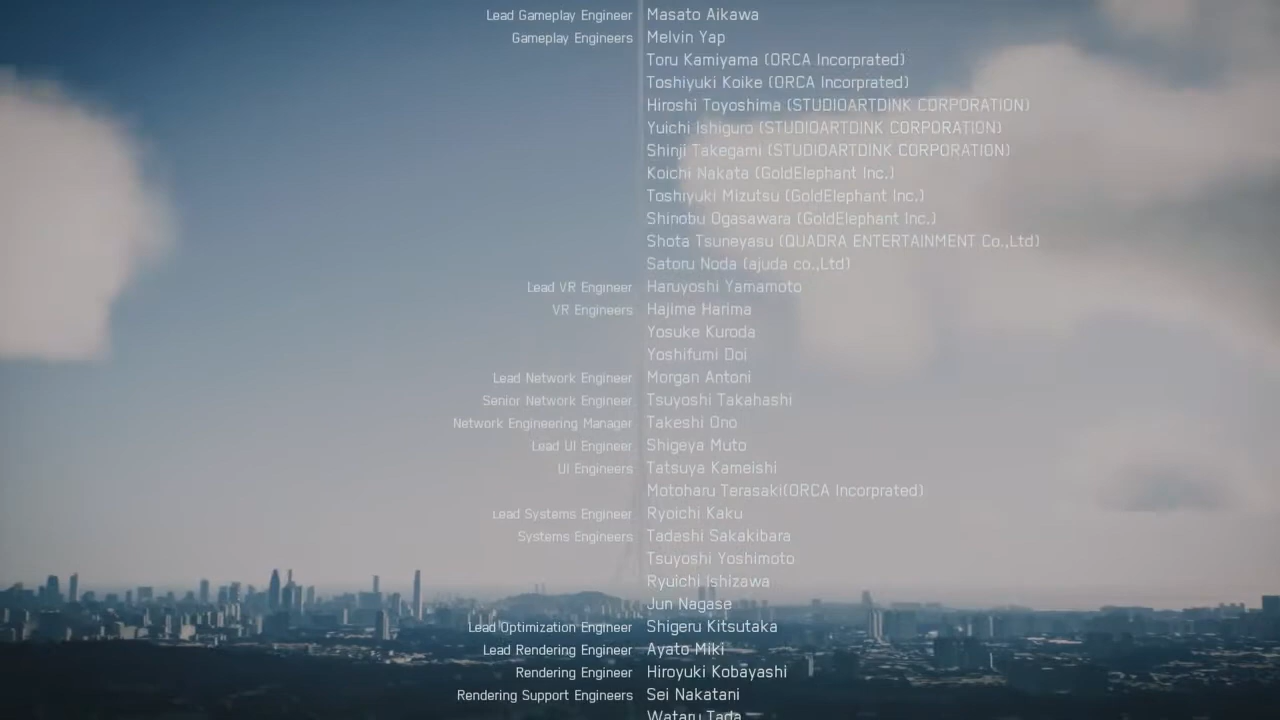 Lead Gameplay Engineer Masato Aikawa
Gameplay Engineers Melvin Yap
Toru Kamiyama (ORCA Incorprated)
Toshiyuki Koike (ORCA Incorprated)
Hiroshi Toyoshima (STUDIOARTDINK CORPORATION)
Yuichi Ishiguro (STUDIOARTDINK CORPORATION)
Shinji Takegami (STUDIOARTDINK CORPORATION)
Koichi Nakata (GoldElephant Inc.)
Toshiyuki Mizutsu (GoldElephant Inc.)
Shinobu Ogasawara (GoldElephant Inc.)
Shota Tsuneyasu (QUADRA ENTERTAINMENT Co.,Ltd)
Satoru Noda (ajuda co.,Ltd)
Lead VR Engineer Haruyoshi Yamamoto
VR Engineers Hajime Harima
Yosuke Kuroda
Yoshifumi Doi
Lead Network Engineer Morgan Antoni
Senior Network Engineer Tsuyoshi Takahashi
Network Engineering Manager Takeshi Ono
Lead UI Engineer Shigeya Muto
UI Engineers Tatsuya Kameishi
Motoharu Terasaki(ORCA Incorprated)
Lead Systems Engineer Ryoichi Kaku
Systems Engineers Tadashi Sakakibara
Tsuyoshi Yoshimoto
Ryuichi Ishizawa
Jun Nagase
Lead Optimization Engineer Shigeru Kitsutaka
Lead Rendering Engineer Ayato Miki
Rendering Engineer Hiroyuki Kobayashi
Rendering Support Engineers Sei Nakatani
Wataru Tada